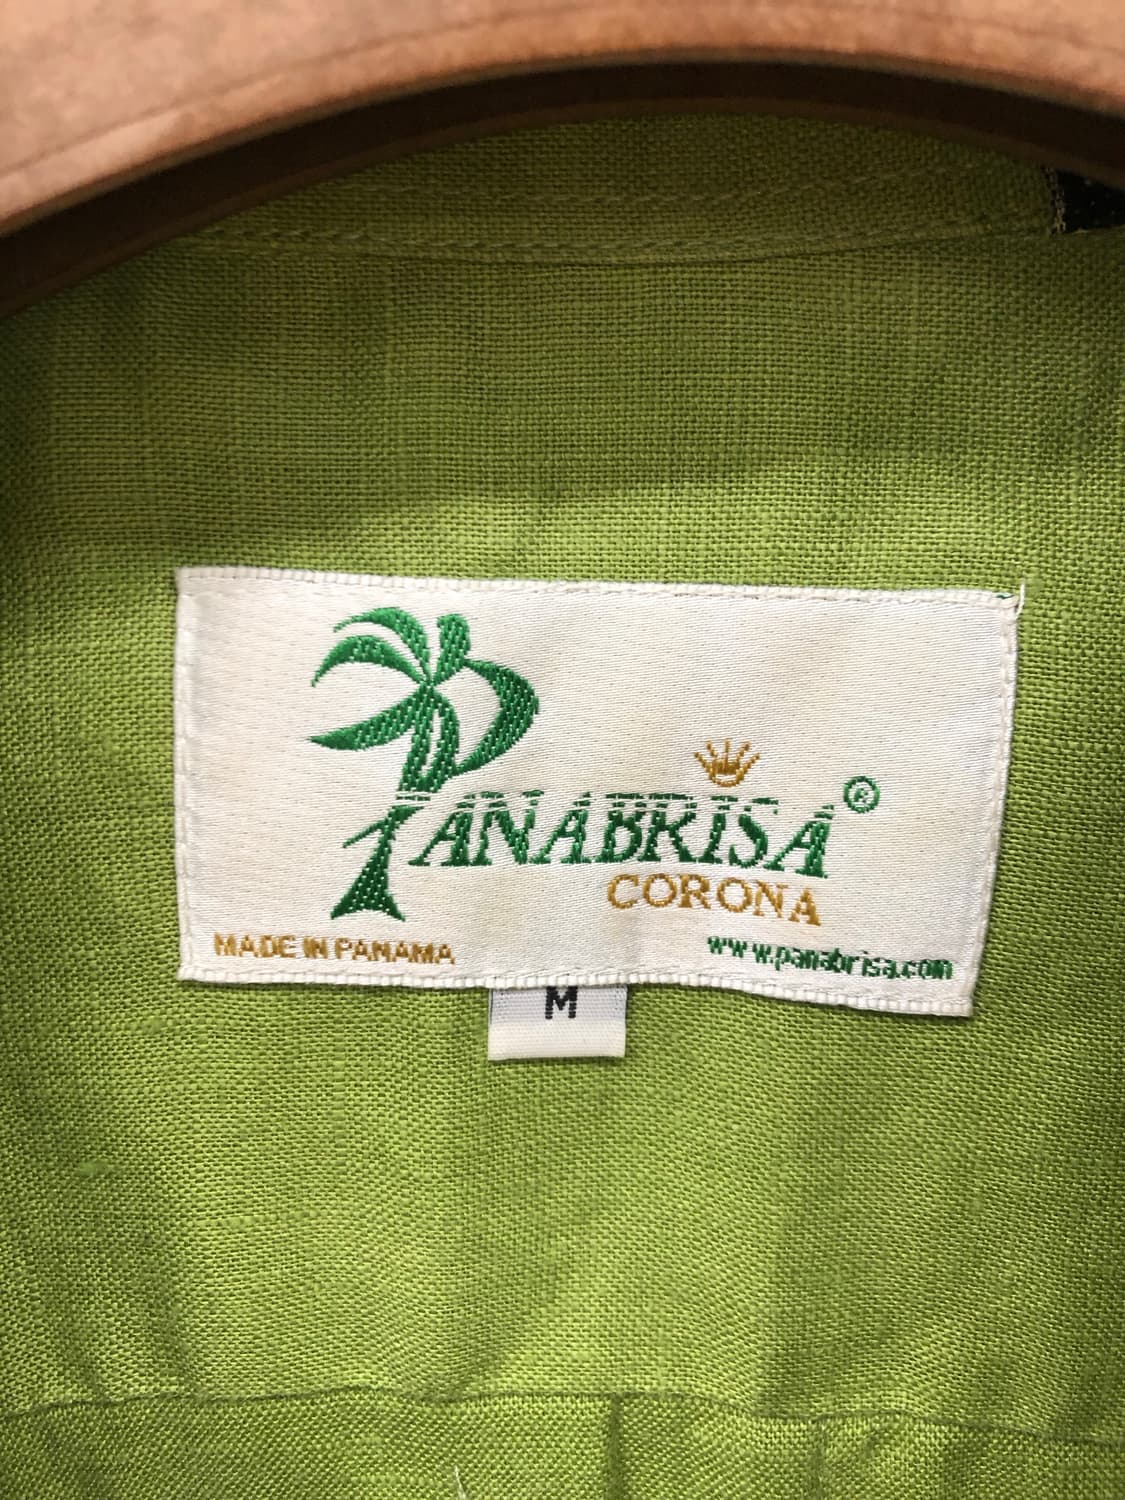 PANABRISA ®
CORONA
MADE IN PANAMA
www.panabrisa.com
M